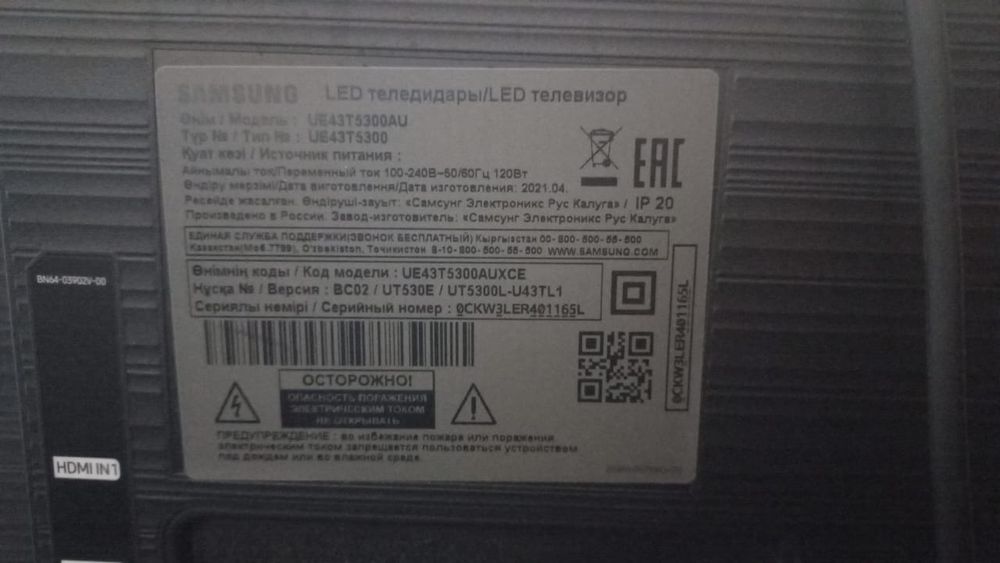 SAMSUNG LED теледидары/LED телевизор
Өнім / Модель : UE43T5300AU
Түр № / Тип № : UE43T5300
Қуат көзі / Источник питания :
Айнымалы ток/Переменный ток 100-240В~50/60Гц 120Вт
Өндіру мерзімі/Дата выготовлення/Дата изготовления: 2021.04.
Ресейде жасалған. Өндіруші-зауыт: «Самсунг Электроникс Рус Калуга» / IP 20
Произведено в России. Завод-изготовитель: «Самсунг Электроникс Рус Калуга»
EAC
ЕДИНАЯ СЛУЖБА ПОДДЕРЖКИ(ЗВОНОК БЕСПЛАТНЫЙ) Кыргызстан 00-800-500-55-500
Казахстан(Моб.7799), O'zbekiston, Точикистон 8-10-800-500-55-500 WWW.SAMSUNG.COM
Өнімнің коды / Код модели : UE43T5300AUXCE
Нұсқа № / Версия : BC02 / UT530E / UT5300L-U43TL1
Сериялы немірі / Серийный номер : 0CKW3LER401165L
0CKW3LER401165L
ОСТОРОЖНО!
ОПАСНОСТЬ ПОРАЖЕНИЯ
ЭЛЕКТРИЧЕСКИМ ТОКОМ
НЕ ОТКРЫВАТЬ
ПРЕДУПРЕЖДЕНИЕ : во избежание пожара или поражения
электрическим током запрещается пользоваться устройством
под дождем или во влажной среде.
BN64-03902V-00
HDMI IN 1